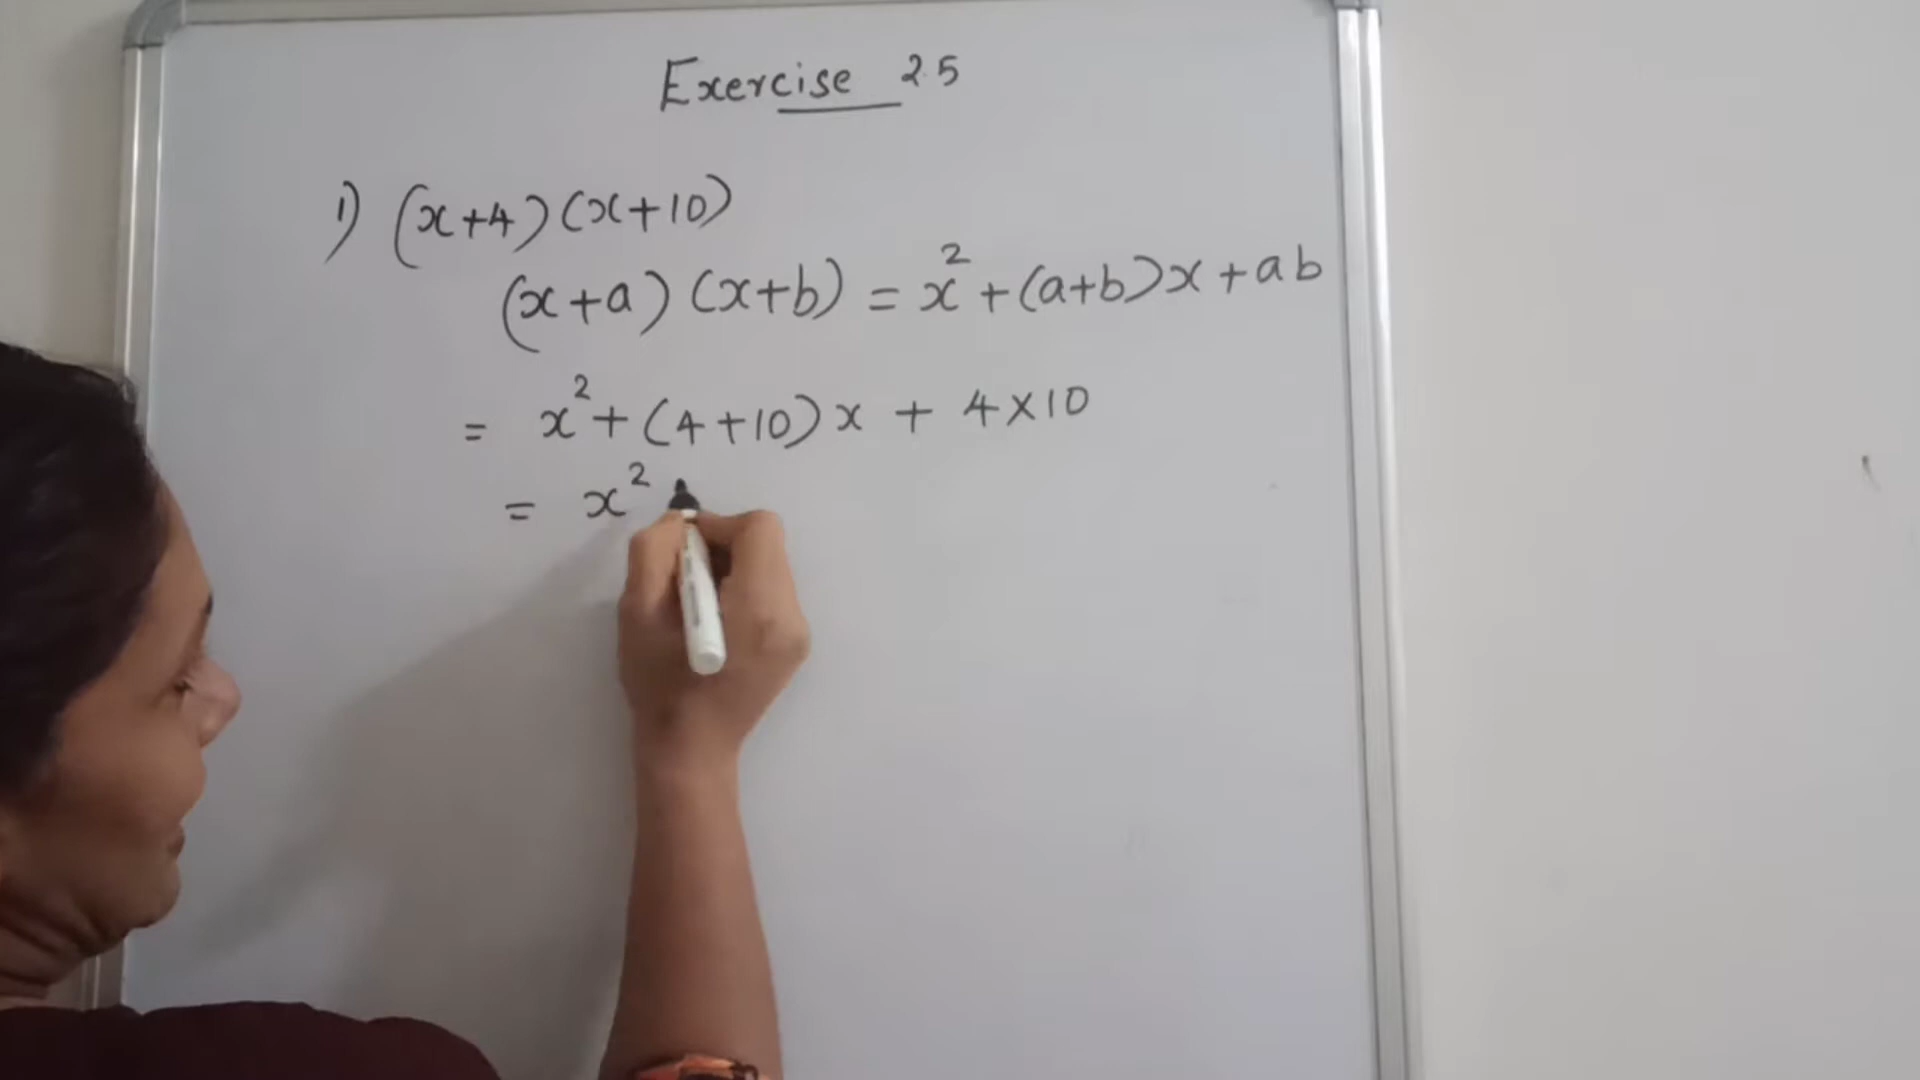 Exercise 2.5
1) (x+4)(x+10)
(x+a)(x+b) = x²+(a+b)x+ab
= x²+(4+10)x + 4×10
= x²